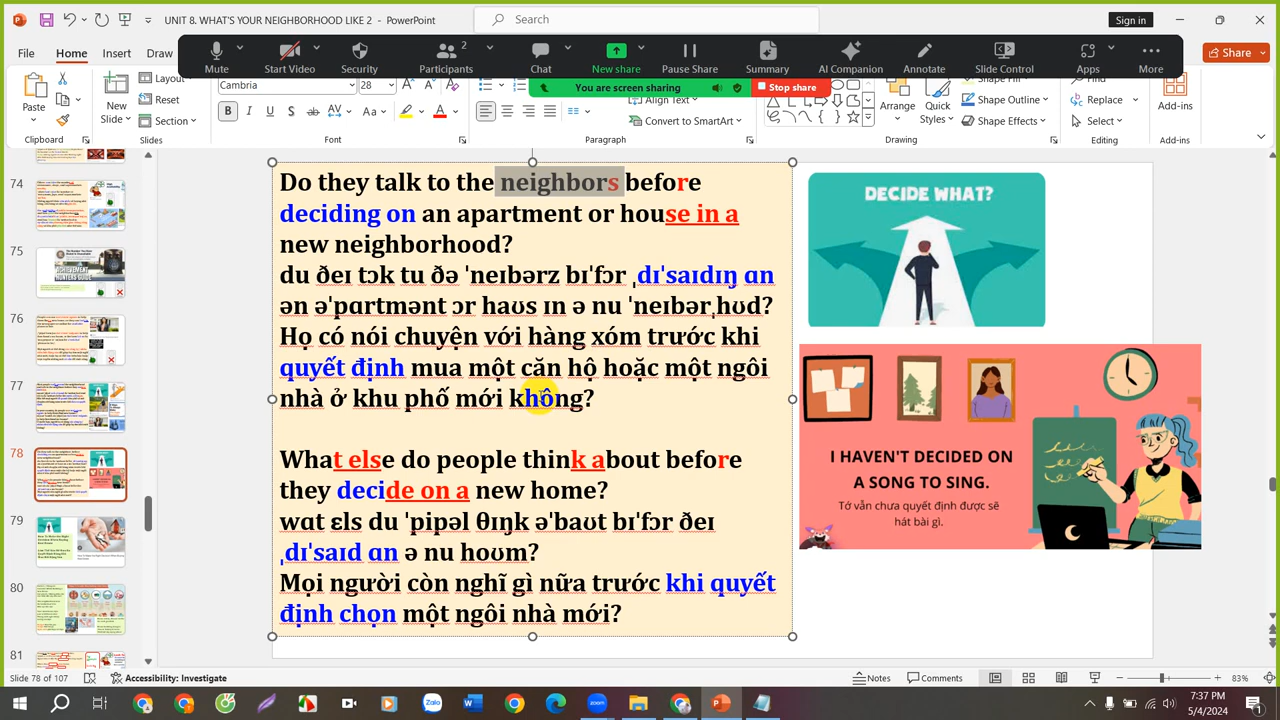 UNIT 8. WHAT'S YOUR NEIGHBORHOOD LIKE 2 - PowerPoint
Search
Sign in
File Home Insert Draw
Mute Start Video Security Participants 2 Chat New share Pause Share Summary AI Companion Annotate Slide Control Apps More
Share
You are screen sharing Stop share
Paste New Slide Layout Reset Section
Cambria 28
Align Text
Convert to SmartArt
Arrange Quick Styles Shape Fill Shape Outline Shape Effects
Find Replace Select
Add-ins
Clipboard Slides Font Paragraph Drawing Editing Add-ins
74
75
76
77
78
79
80
81
Do they talk to the neighbors before
deciding on an apartment or house in a
new neighborhood?
du ðeɪ tɔk tu ðə ˈneɪbərz bɪˈfɔr ˌdɪˈsaɪdɪŋ ɑn
ən əˈpɑrtmənt ɔr haʊs ɪn ə nu ˈneɪbərˌhʊd?
Họ có nói chuyện với hàng xóm trước khi
quyết định mua một căn hộ hoặc một ngôi
nhà ở khu phố mới không?
What else do people think about before
they decide on a new home?
wɑt ɛls du ˈpipəl θɪŋk əˈbaʊt bɪˈfɔr ðeɪ
ˌdɪˈsaɪd ɑn ə nu hoʊm?
Mọi người còn nghĩ gì nữa trước khi quyết
định chọn một ngôi nhà mới?
DECIDE WHAT?
I HAVEN'T DECIDED ON
A SONG TO SING.
Tớ vẫn chưa quyết định được sẽ
hát bài gì.
Slide 78 of 107
Accessibility: Investigate
Notes Comments 83%
Zalo
zoom
7:37 PM
5/4/2024